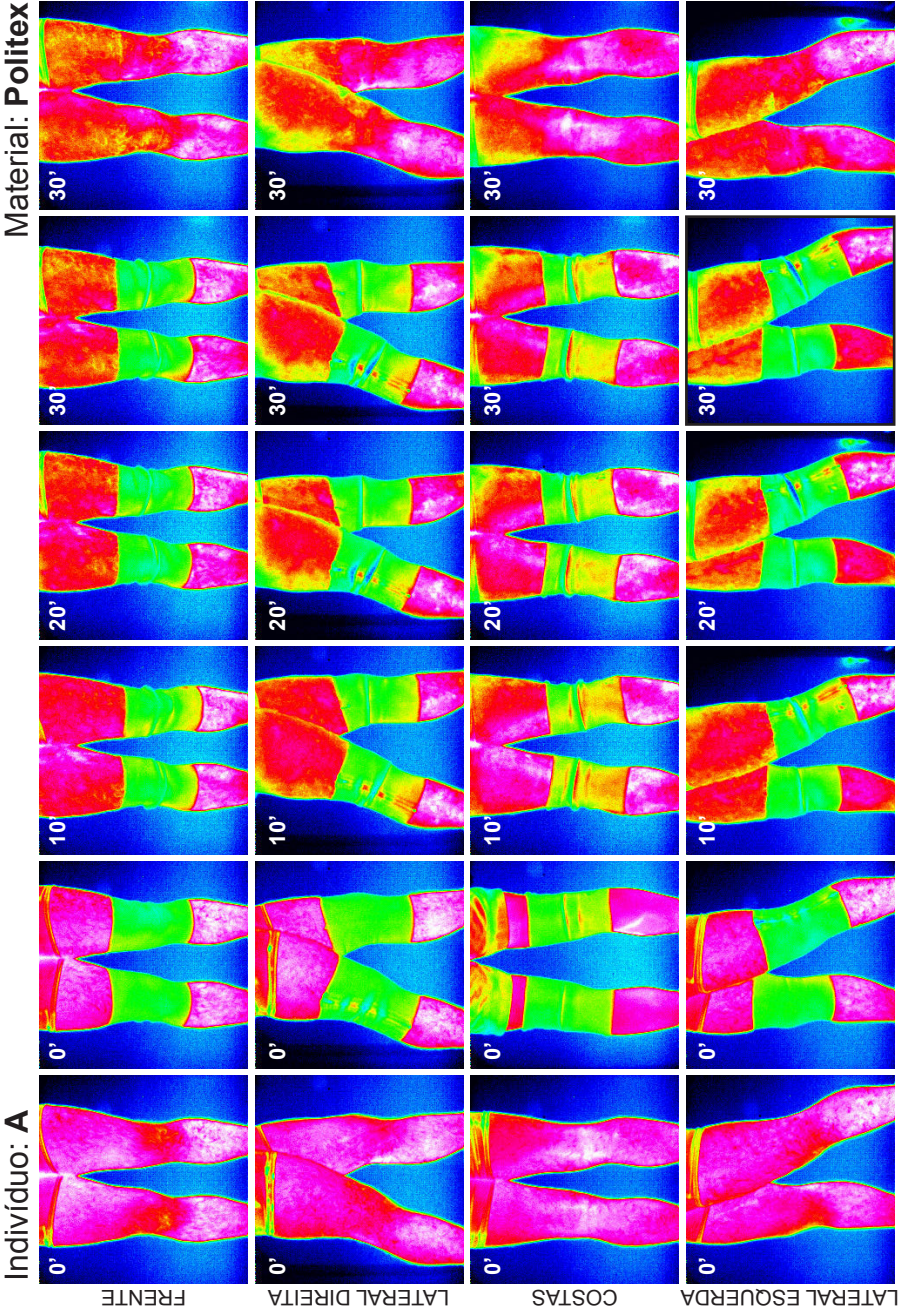 Indivíduo: A Material: Politex
FRENTE
0' 0' 10' 20' 30' 30'
LATERAL DIREITA
0' 0' 10' 20' 30' 30'
COSTAS
0' 0' 10' 20' 30' 30'
LATERAL ESQUERDA
0' 0' 10' 20' 30' 30'